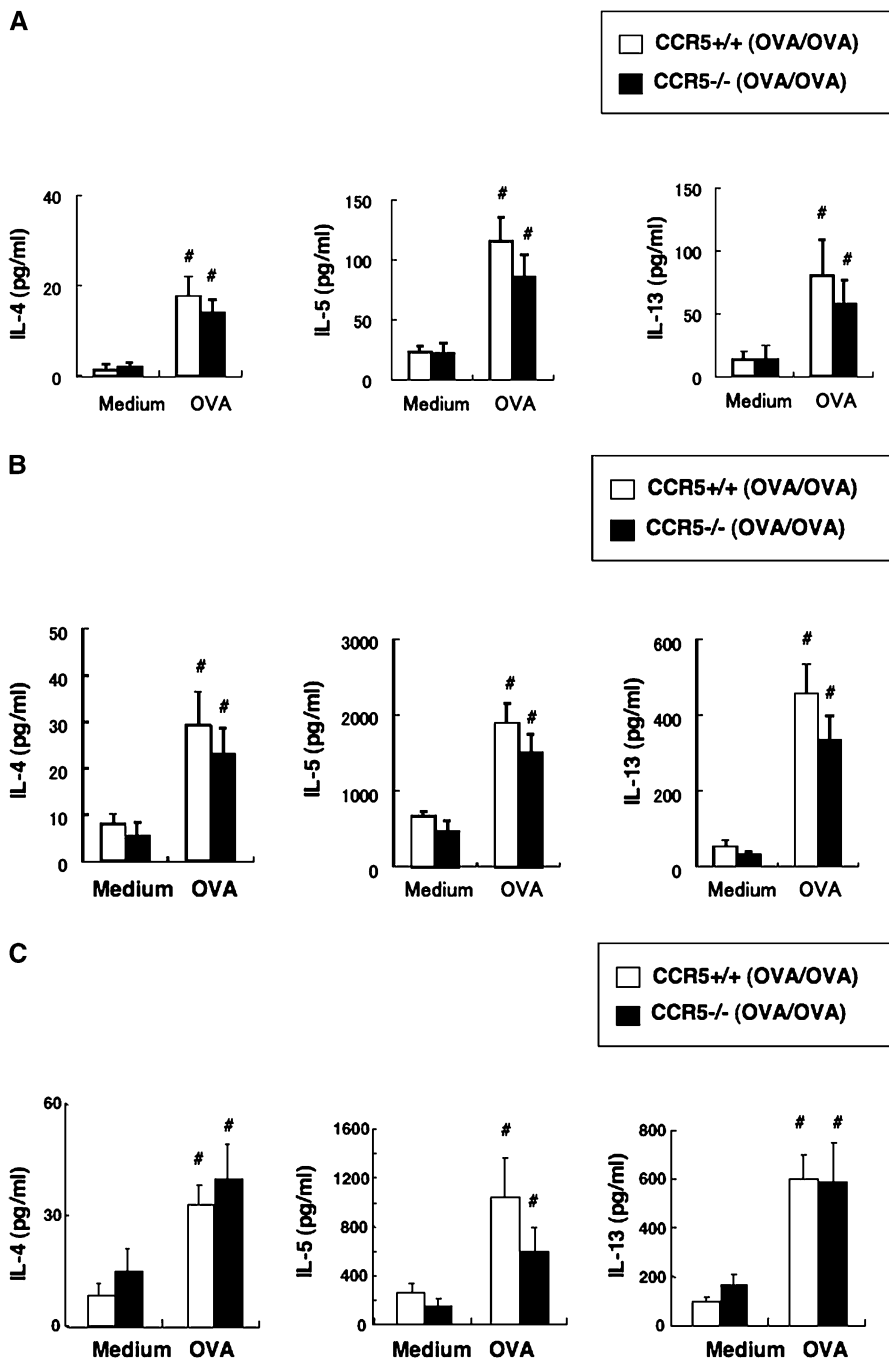 A
CCR5+/+ (OVA/OVA)
CCR5-/- (OVA/OVA)
IL-4 (pg/ml)
40
20
0
# #
Medium OVA
IL-5 (pg/ml)
150
100
50
0
# #
Medium OVA
IL-13 (pg/ml)
150
100
50
0
# #
Medium OVA
B
CCR5+/+ (OVA/OVA)
CCR5-/- (OVA/OVA)
IL-4 (pg/ml)
50
40
30
20
10
0
# #
Medium OVA
IL-5 (pg/ml)
3000
2000
1000
0
# #
Medium OVA
IL-13 (pg/ml)
600
400
200
0
# #
Medium OVA
C
CCR5+/+ (OVA/OVA)
CCR5-/- (OVA/OVA)
IL-4 (pg/ml)
60
30
0
# #
Medium OVA
IL-5 (pg/ml)
1600
1200
800
400
0
# #
Medium OVA
IL-13 (pg/ml)
800
600
400
200
0
# #
Medium OVA